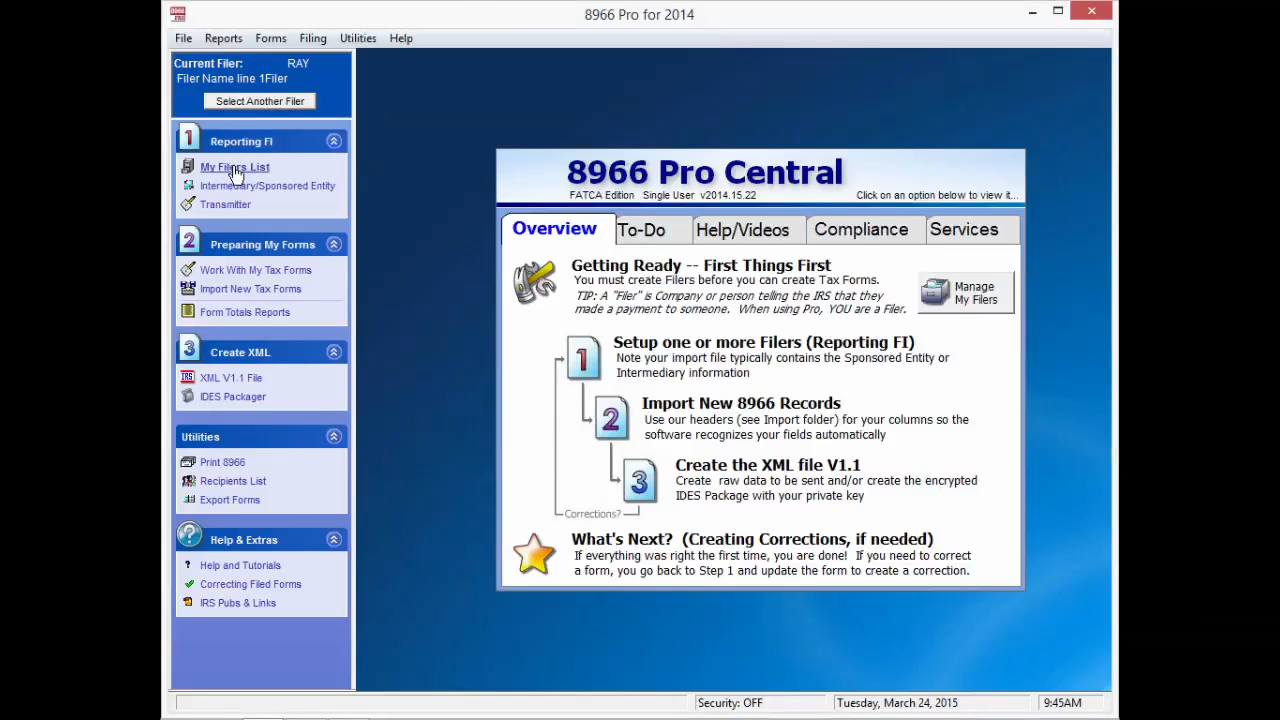 8966 Pro for 2014
File Reports Forms Filing Utilities Help
Current Filer: RAY
Filer Name line 1Filer
Select Another Filer
1 Reporting FI
My Filers List
Intermediary/Sponsored Entity
Transmitter
2 Preparing My Forms
Work With My Tax Forms
Import New Tax Forms
Form Totals Reports
3 Create XML
IRS XML V1.1 File
IDES Packager
Utilities
Print 8966
Recipients List
Export Forms
? Help & Extras
? Help and Tutorials
Correcting Filed Forms
IRS Pubs & Links
8966 Pro Central
FATCA Edition Single User v2014.15.22 Click on an option below to view it...
Overview To-Do Help/Videos Compliance Services
Getting Ready -- First Things First
You must create Filers before you can create Tax Forms.
TIP: A "Filer" is Company or person telling the IRS that they
made a payment to someone. When using Pro, YOU are a Filer.
Manage
My Filers
1 Setup one or more Filers (Reporting FI)
Note your import file typically contains the Sponsored Entity or
Intermediary information
2 Import New 8966 Records
Use our headers (see Import folder) for your columns so the
software recognizes your fields automatically
3 Create the XML file V1.1
Create raw data to be sent and/or create the encrypted
IDES Package with your private key
Corrections?
What's Next? (Creating Corrections, if needed)
If everything was right the first time, you are done! If you need to correct
a form, you go back to Step 1 and update the form to create a correction.
Security: OFF Tuesday, March 24, 2015 9:45AM